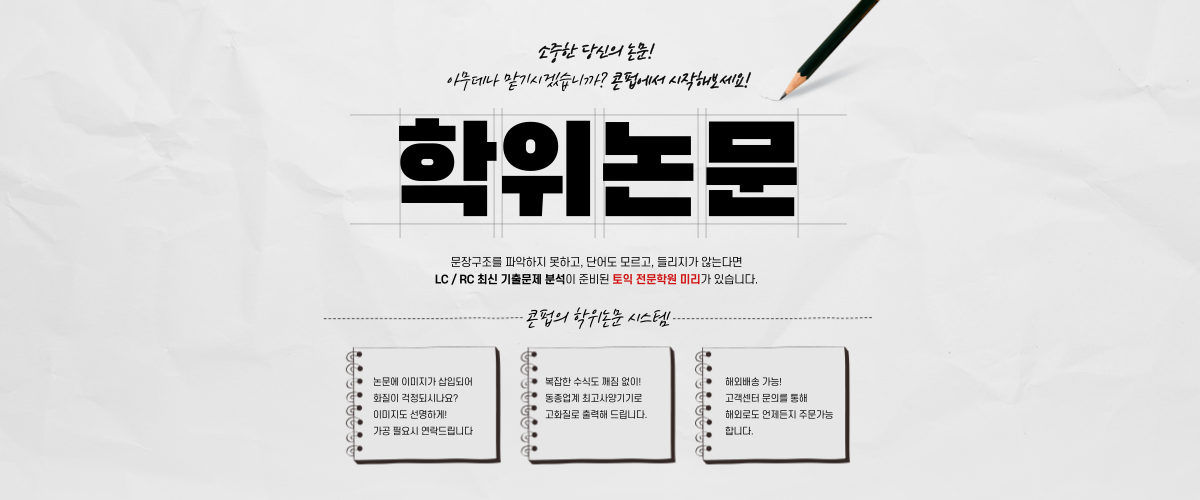 소중한 당신의 논문!
아무데나 맡기시겠습니까? 콘펍에서 시작해보세요!
학위논문
문장구조를 파악하지 못하고, 단어도 모르고, 들리지가 않는다면
LC / RC 최신 기출문제 분석이 준비된 토익 전문학원 미리가 있습니다.
콘펍의 학위논문 시스템
논문에 이미지가 삽입되어
화질이 걱정되시나요?
이미지도 선명하게!
가공 필요시 연락드립니다
복잡한 수식도 깨짐 없이!
동종업계 최고사양기기로
고화질로 출력해 드립니다.
해외배송 가능!
고객센터 문의를 통해
해외로도 언제든지 주문가능
합니다.